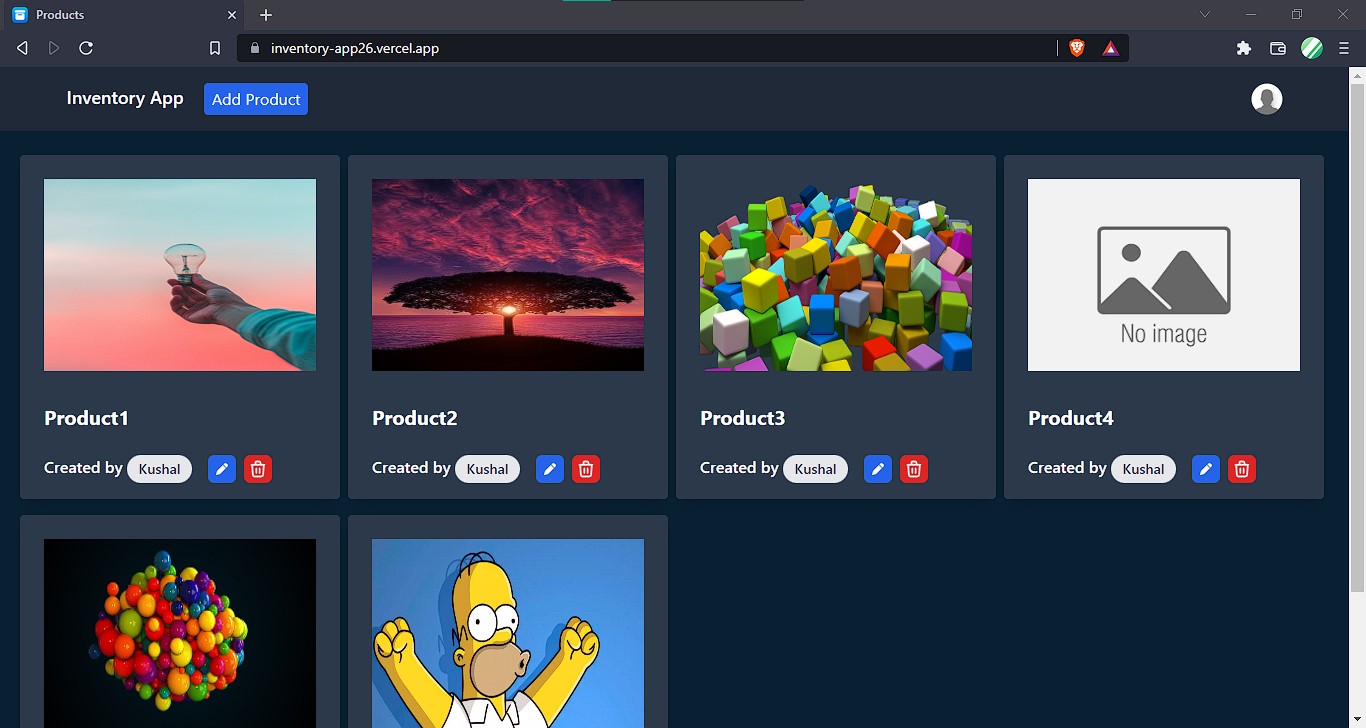 Products
inventory-app26.vercel.app
Inventory App Add Product
No image
Product1 Product2 Product3 Product4
Created by Kushal Created by Kushal Created by Kushal Created by Kushal